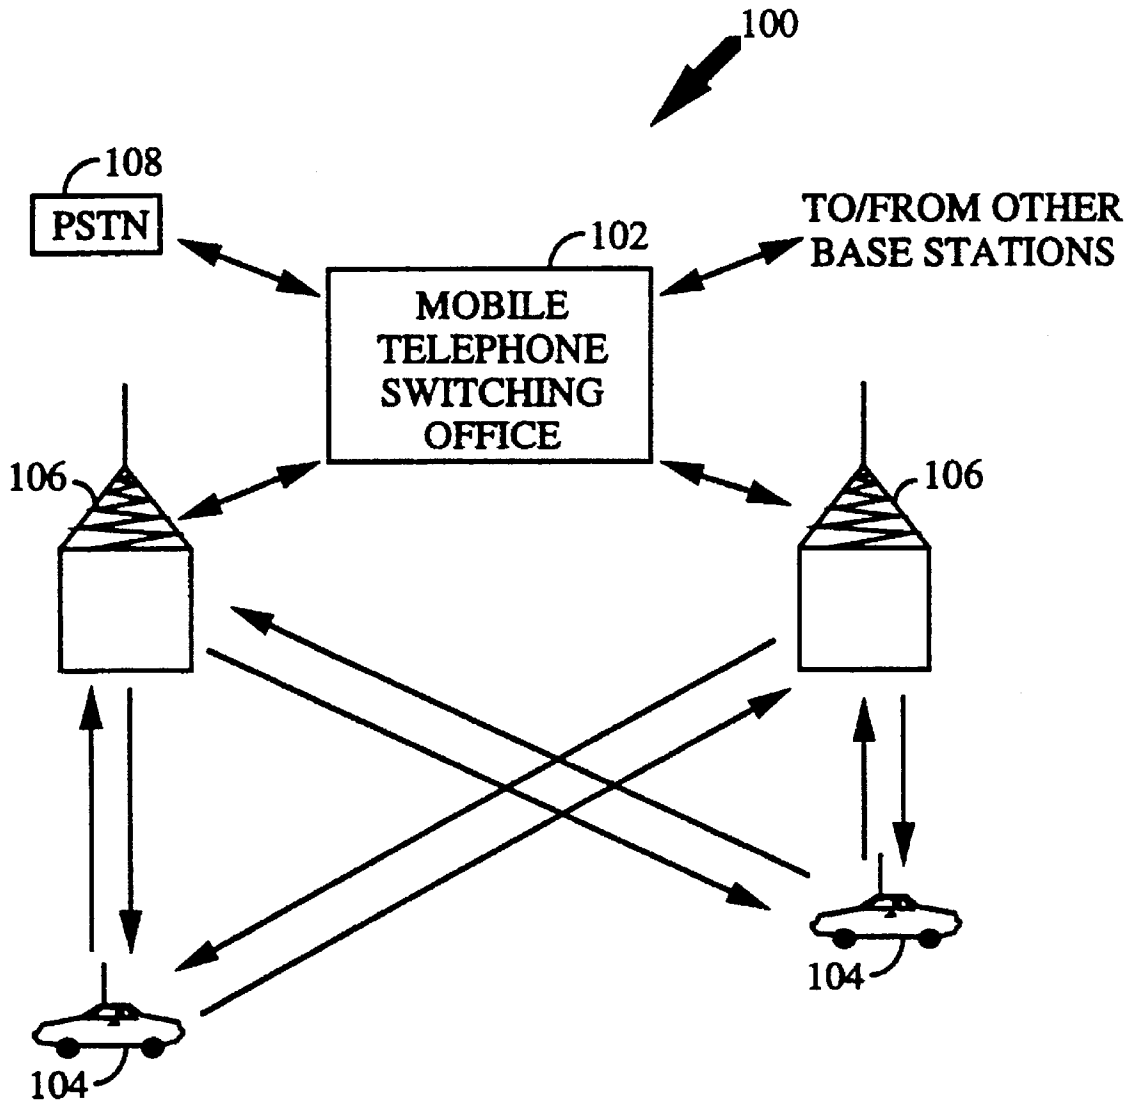 100
108
PSTN
102
TO/FROM OTHER
BASE STATIONS
MOBILE
TELEPHONE
SWITCHING
OFFICE
106
106
104
104